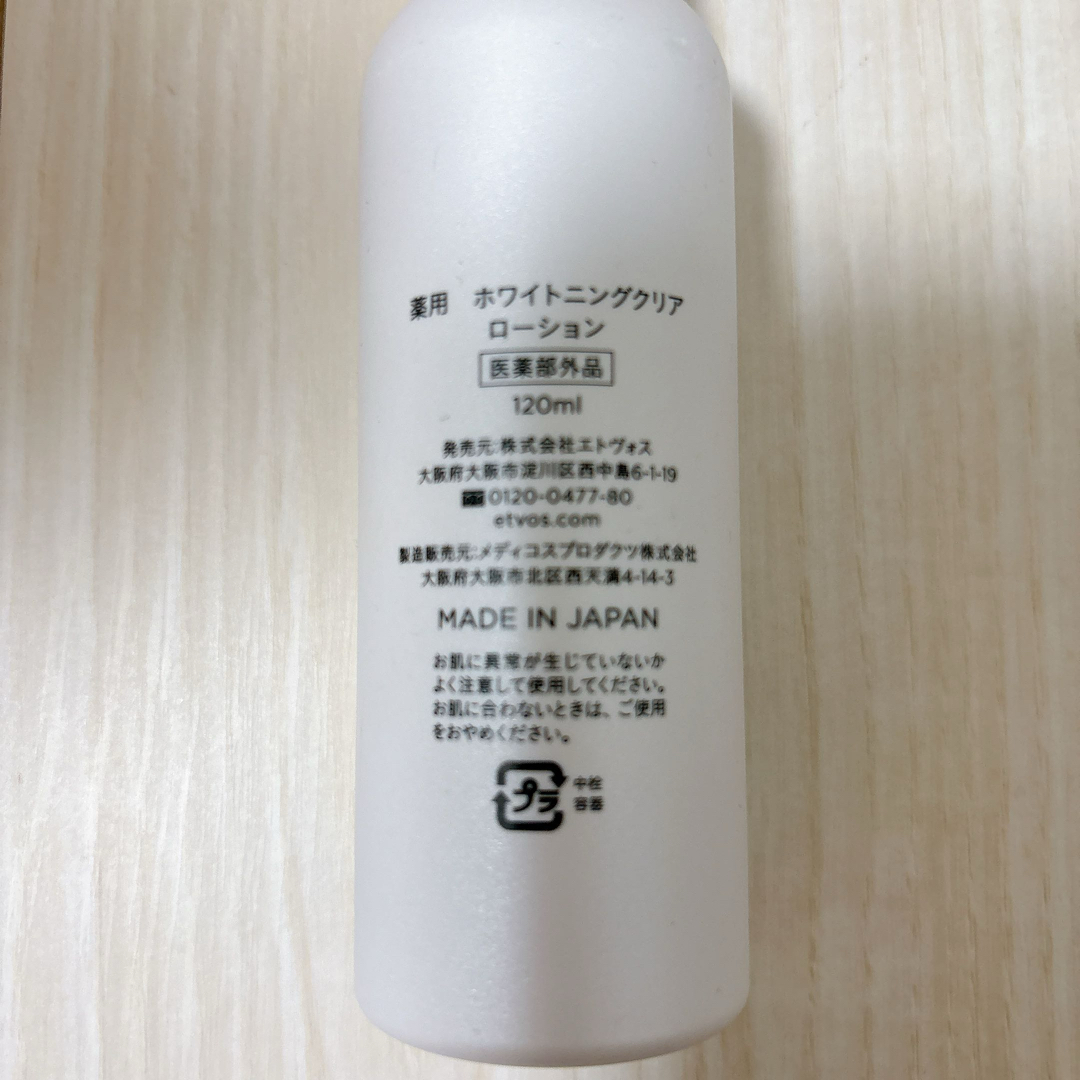 薬用 ホワイトニングクリア
ローション
医薬部外品
120ml
発売元:株式会社エトヴォス
大阪府大阪市淀川区西中島6-1-19
0120-0477-80
etvos.com
製造販売元:メディコスプロダクツ株式会社
大阪府大阪市北区西天満4-14-3
MADE IN JAPAN
お肌に異常が生じていないか
よく注意して使用してください。
お肌に合わないときは、ご使用
をおやめください。
プラ
中栓
容器